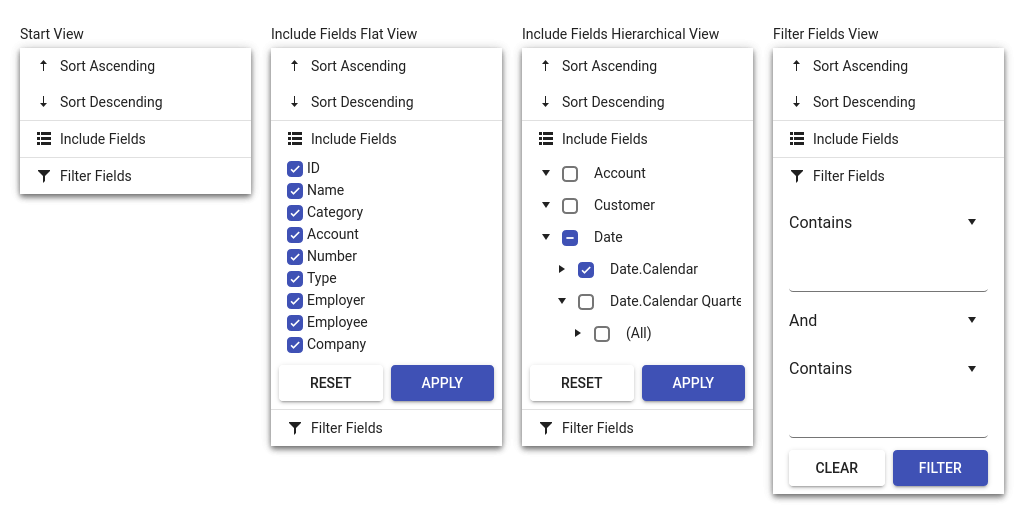 Start View
Sort Ascending
Sort Descending
Include Fields
Filter Fields
Include Fields Flat View
Sort Ascending
Sort Descending
Include Fields
ID
Name
Category
Account
Number
Type
Employer
Employee
Company
RESET APPLY
Filter Fields
Include Fields Hierarchical View
Sort Ascending
Sort Descending
Include Fields
Account
Customer
Date
Date.Calendar
Date.Calendar Quarte
(All)
RESET APPLY
Filter Fields
Filter Fields View
Sort Ascending
Sort Descending
Include Fields
Filter Fields
Contains
And
Contains
CLEAR FILTER